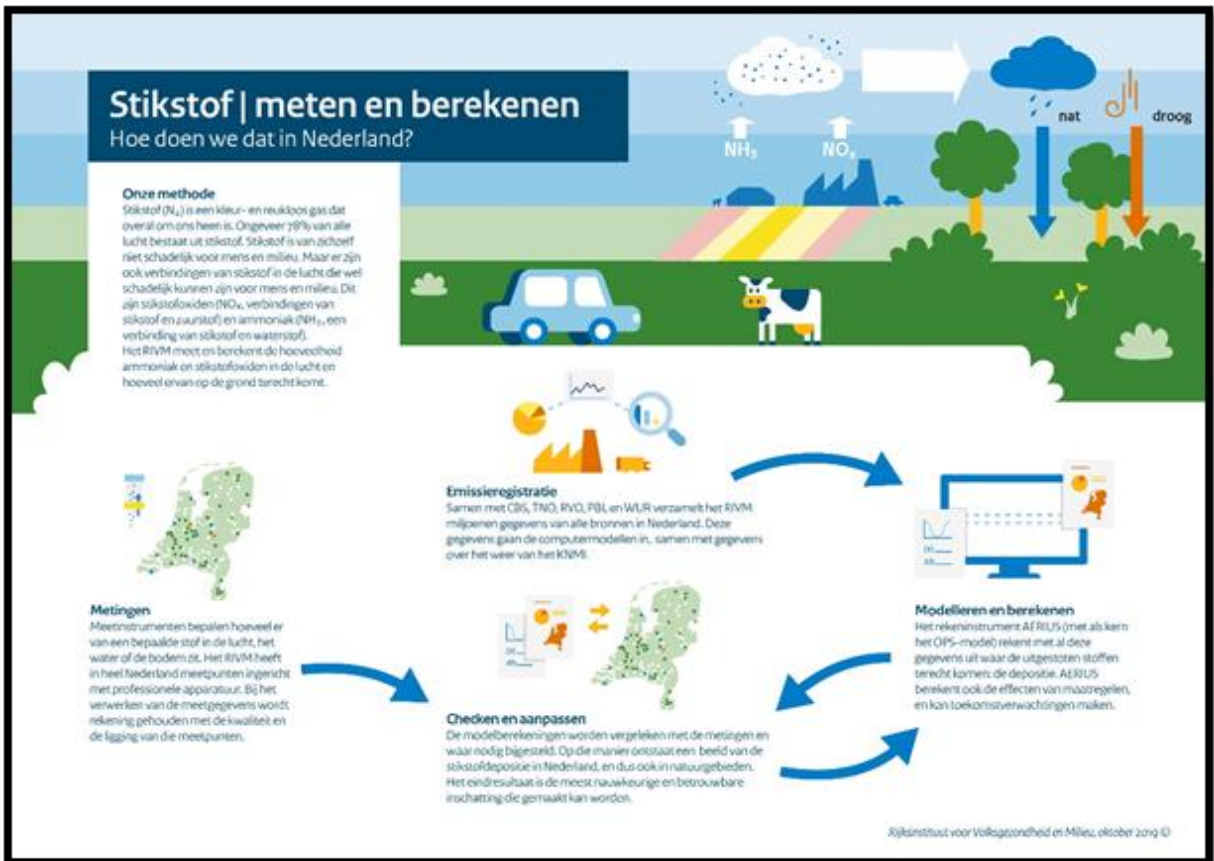 Stikstof | meten en berekenen
Hoe doen we dat in Nederland?
NH₃
NOₓ
nat
droog
Onze methode
Stikstof (N₂) is een kleur- en reukloos gas dat
overal om ons heen is. Ongeveer 78% van alle
lucht bestaat uit stikstof. Stikstof is van zichzelf
niet schadelijk voor mens en milieu. Maar er zijn
ook verbindingen van stikstof in de lucht die wel
schadelijk kunnen zijn voor mens en milieu. Dit
zijn stikstofoxiden (NOₓ, verbindingen van
stikstof en zuurstof) en ammoniak (NH₃, een
verbinding van stikstof en waterstof).
Het RIVM meet en berekent de hoeveelheid
ammoniak en stikstofoxiden in de lucht en
hoeveel ervan op de grond terecht komt.
Emissieregistratie
Samen met CBS, TNO, RVO, PBL en WUR verzamelt het RIVM
miljoenen gegevens van alle bronnen in Nederland. Deze
gegevens gaan de computermodellen in, samen met gegevens
over het weer van het KNMI.
Metingen
Meetinstrumenten bepalen hoeveel er
van een bepaalde stof in de lucht, het
water of de bodem zit. Het RIVM heeft
in heel Nederland meetpunten ingericht
met professionele apparatuur. Bij het
verwerken van de meetgegevens wordt
rekening gehouden met de kwaliteit en
de ligging van die meetpunten.
Checken en aanpassen
De modelberekeningen worden vergeleken met de metingen en
waar nodig bijgesteld. Op die manier ontstaat een beeld van de
stikstofdepositie in Nederland, en dus ook in natuurgebieden.
Het eindresultaat is de meest nauwkeurige en betrouwbare
inschatting die gemaakt kan worden.
Modelleren en berekenen
Het rekeninstrument AERIUS (met als kern
het OPS-model) rekent met al deze
gegevens uit waar de uitgestoten stoffen
terecht komen: de depositie. AERIUS
berekent ook de effecten van maatregelen,
en kan toekomstverwachtingen maken.
Rijksinstituut voor Volksgezondheid en Milieu, oktober 2019 ©